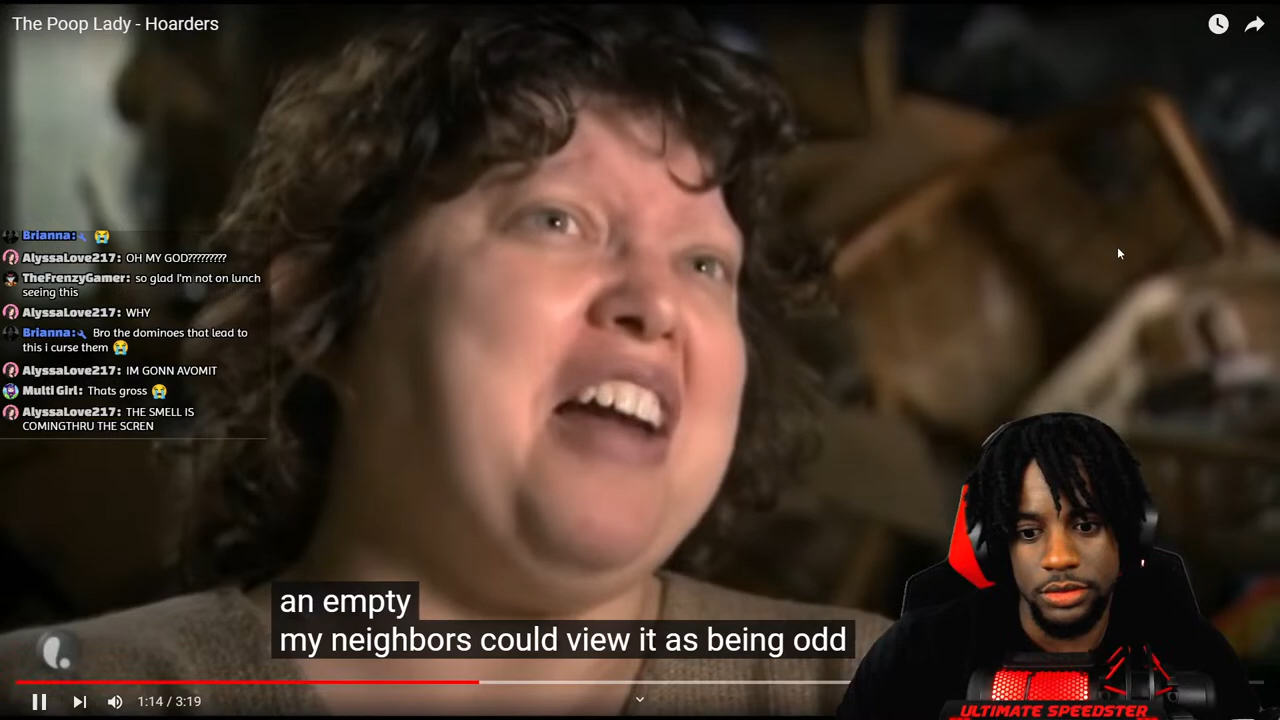 The Poop Lady - Hoarders
Brianna: 😭
AlyssaLove217: OH MY GOD?????????
TheFrenzyGamer: so glad I'm not on lunch
seeing this
AlyssaLove217: WHY
Brianna: Bro the dominoes that lead to
this i curse them 😭
AlyssaLove217: IM GONN AVOMIT
Multi Girl: Thats gross 😭
AlyssaLove217: THE SMELL IS
COMINGTHRU THE SCREN
an empty
my neighbors could view it as being odd
1:14 / 3:19
ULTIMATE SPEEDSTER